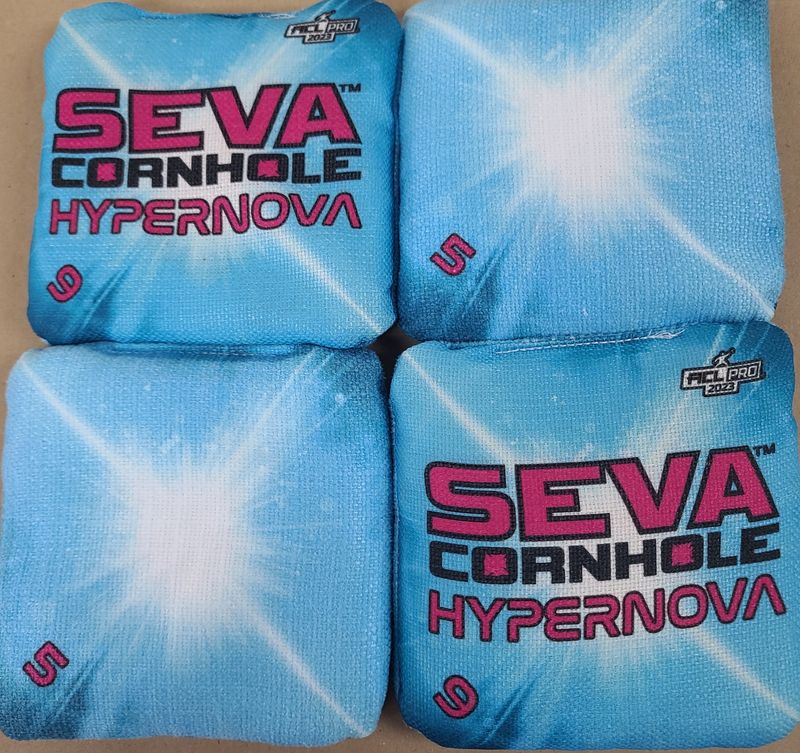 ACL PRO
2023
SEVA™
CORNHOLE
HYPERNOVA
9
5
5
ACL PRO
2023
SEVA™
CORNHOLE
HYPERNOVA
9